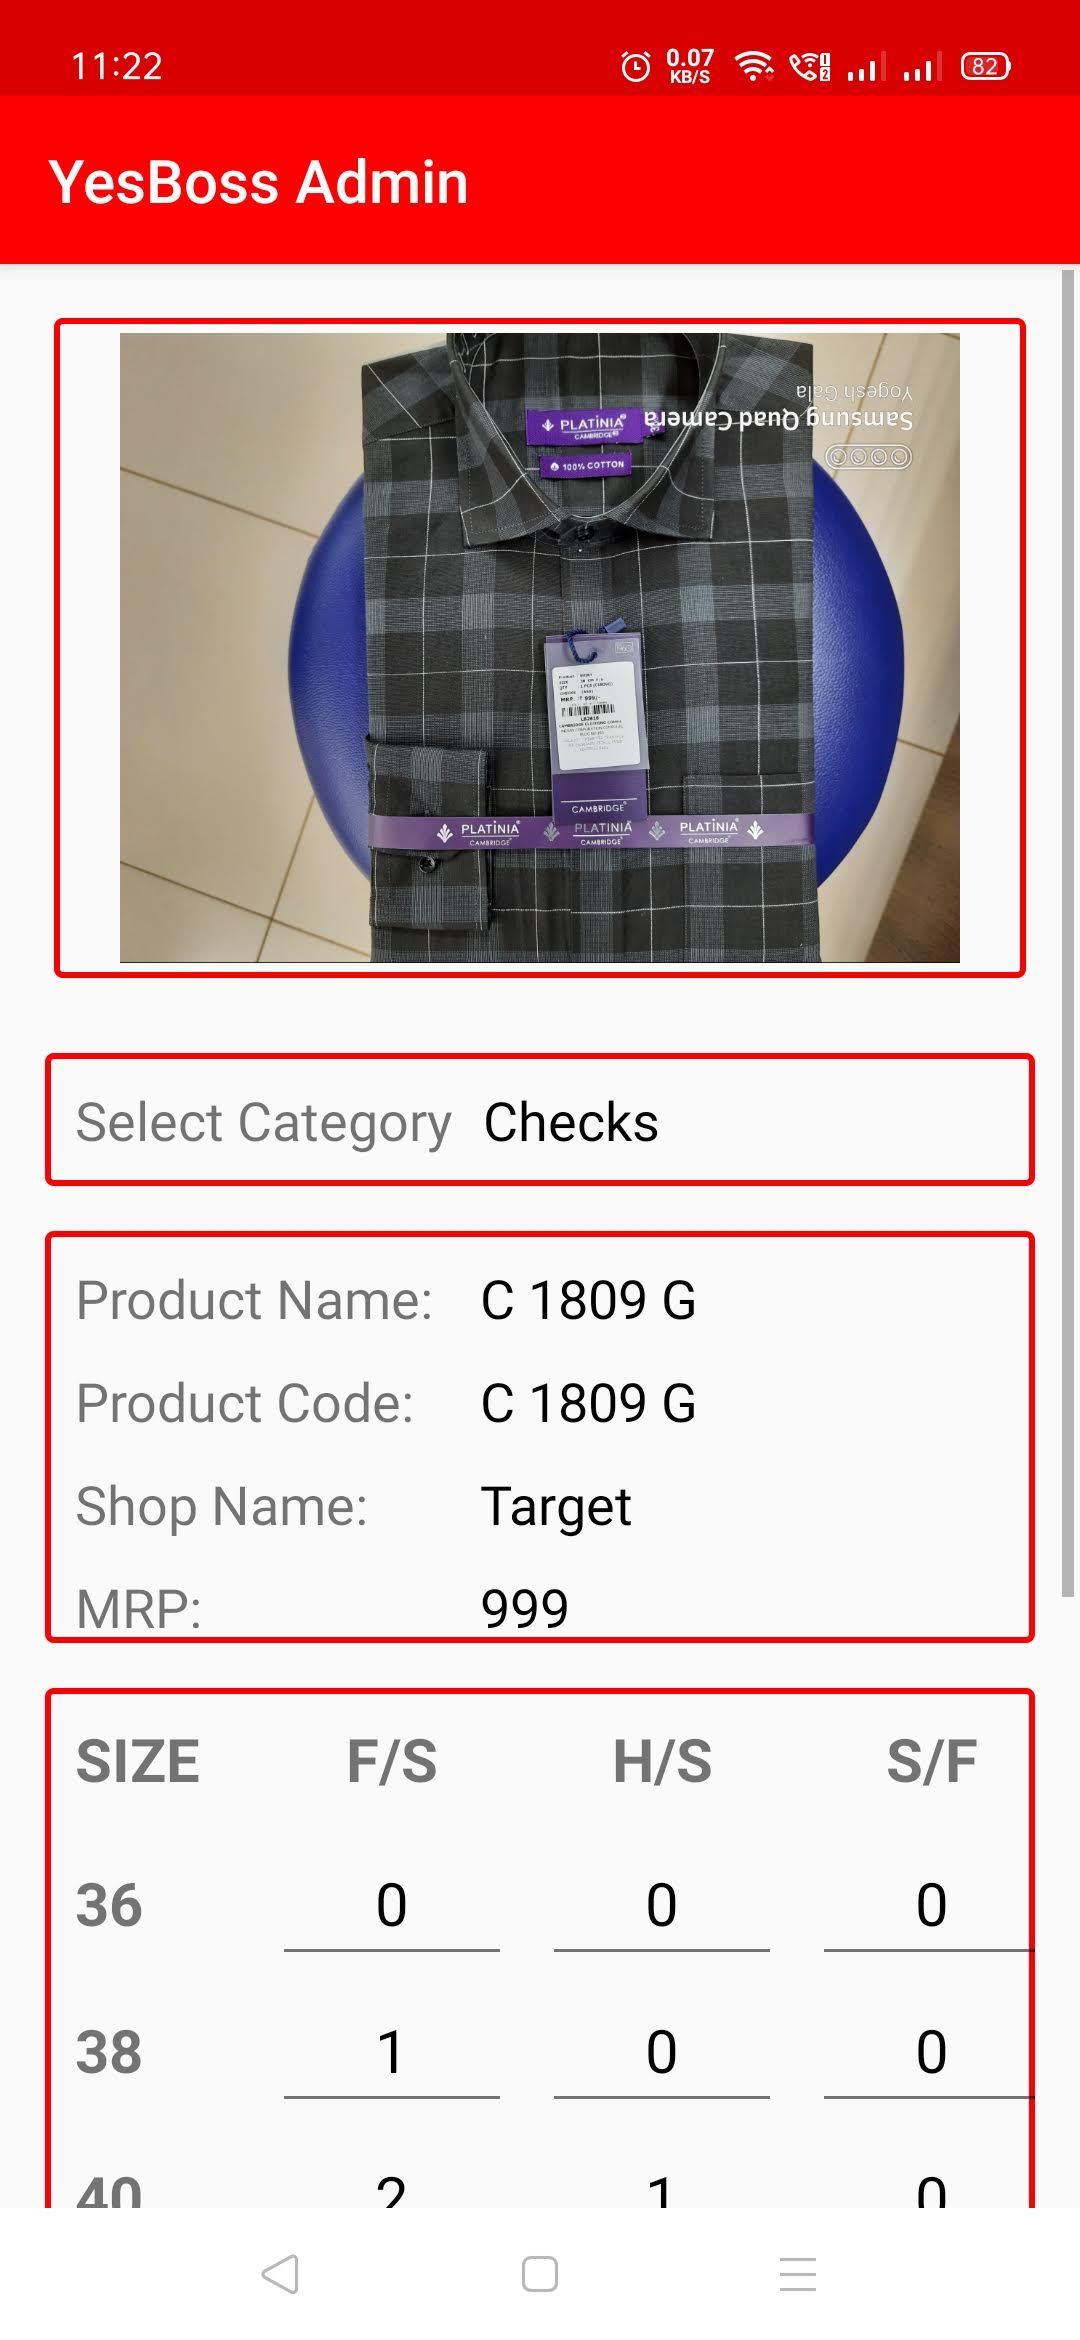 11:22 0.07 KB/S 82
YesBoss Admin
Yogesh Gala
Samsung Quad Camera
PLATINIA
CAMBRIDGE
100% COTTON
MRP. ₹ 999/-
CAMBRIDGE
PLATINIA PLATINIA PLATINIA
CAMBRIDGE CAMBRIDGE CAMBRIDGE
Select Category Checks
Product Name: C 1809 G
Product Code: C 1809 G
Shop Name: Target
MRP: 999
SIZE F/S H/S S/F
36 0 0 0
38 1 0 0
40 2 1 0